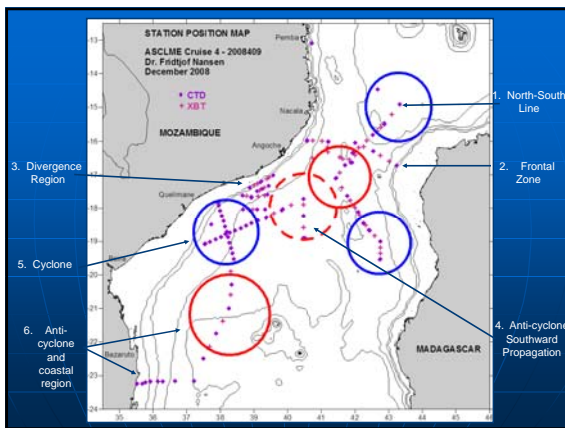 STATION POSITION MAP
ASCLME Cruise 4 - 2008409
Dr. Fridtjof Nansen
December 2008
CTD
XBT
MOZAMBIQUE
Pemba
Nacala
Angoche
Quelimane
Beira
Bazaruto
MADAGASCAR
1. North-South
Line
2. Frontal
Zone
3. Divergence
Region
4. Anti-cyclone
Southward
Propagation
5. Cyclone
6. Anti-
cyclone
and
coastal
region
-13
-14
-15
-16
-17
-18
-19
-20
-21
-22
-23
-24
35
36
37
38
39
40
41
42
43
44
45
46